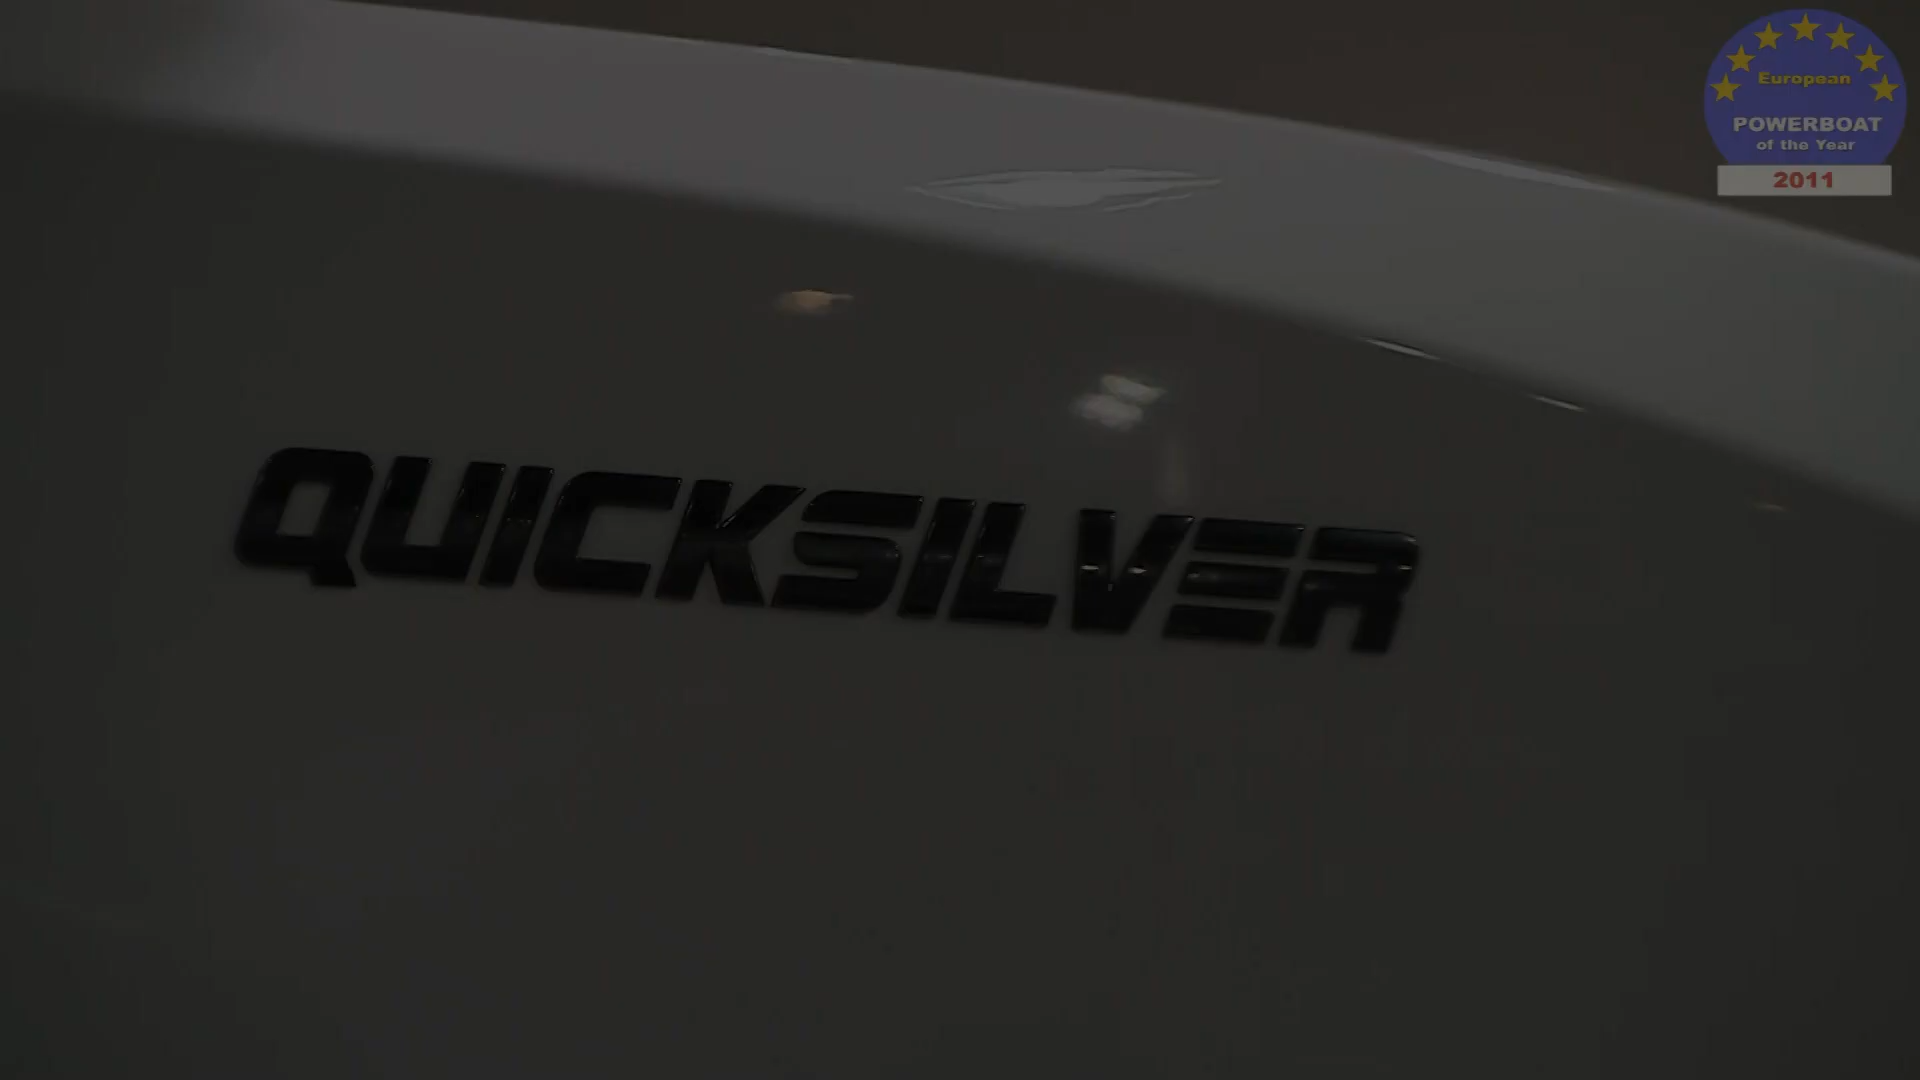 European
POWERBOAT
of the Year
2011
QUICKSILVER